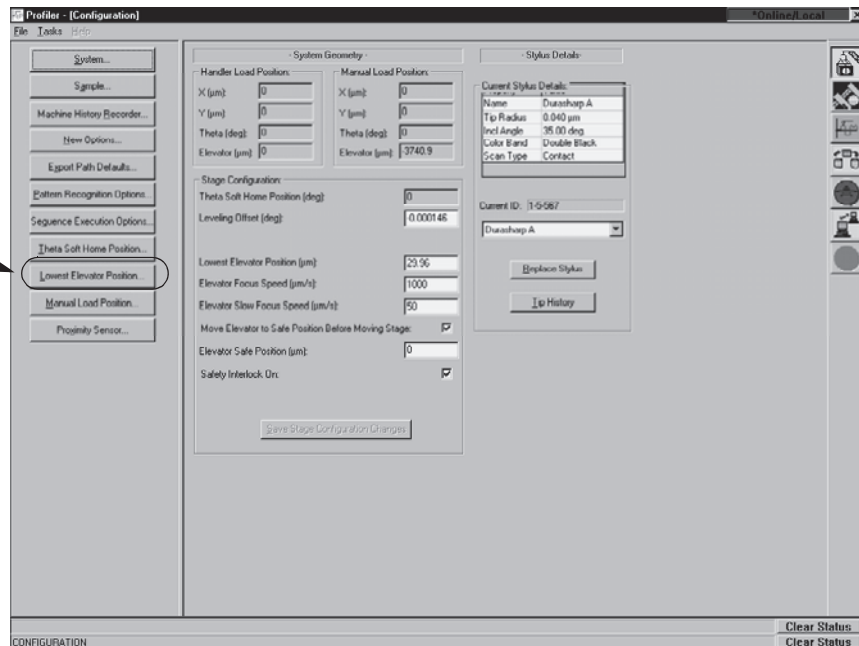 Profiler - [Configuration]
*Online/Local
File Tasks Help
System...
Sample...
Machine History Recorder...
New Options...
Export Path Defaults...
Pattern Recognition Options...
Sequence Execution Options...
Theta Soft Home Position...
Lowest Elevator Position...
Manual Load Position...
Proximity Sensor...
- System Geometry -
Handler Load Position:
X (µm): 0
Y (µm): 0
Theta (deg): 0
Elevator (µm): 0
Manual Load Position:
X (µm): 0
Y (µm): 0
Theta (deg): 0
Elevator (µm): -3740.9
Stage Configuration:
Theta Soft Home Position (deg): 0
Leveling Offset (deg): -0.000146
Lowest Elevator Position (µm): 29.96
Elevator Focus Speed (µm/s): 1000
Elevator Slow Focus Speed (µm/s): 50
Move Elevator to Safe Position Before Moving Stage:
Elevator Safe Position (µm): 0
Safety Interlock On:
Save Stage Configuration Changes
- Stylus Details-
Current Stylus Details:
Name Durasharp A
Tip Radius 0.040 µm
Incl Angle 35.00 deg
Color Band Double Black
Scan Type Contact
Current ID: 1-5-567
Durasharp A
Replace Stylus
Tip History
Clear Status
CONFIGURATION
Clear Status